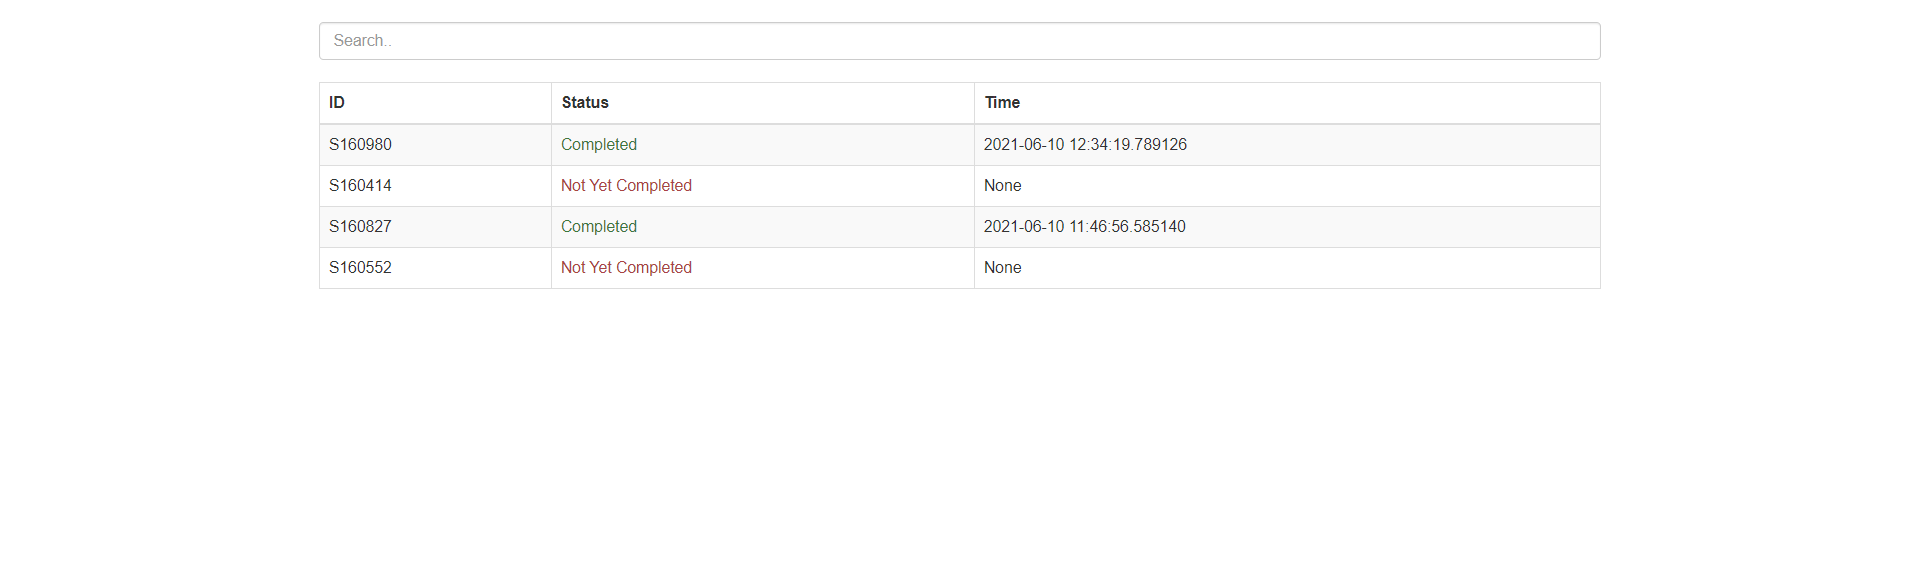 Search..
ID Status Time
S160980 Completed 2021-06-10 12:34:19.789126
S160414 Not Yet Completed None
S160827 Completed 2021-06-10 11:46:56.585140
S160552 Not Yet Completed None